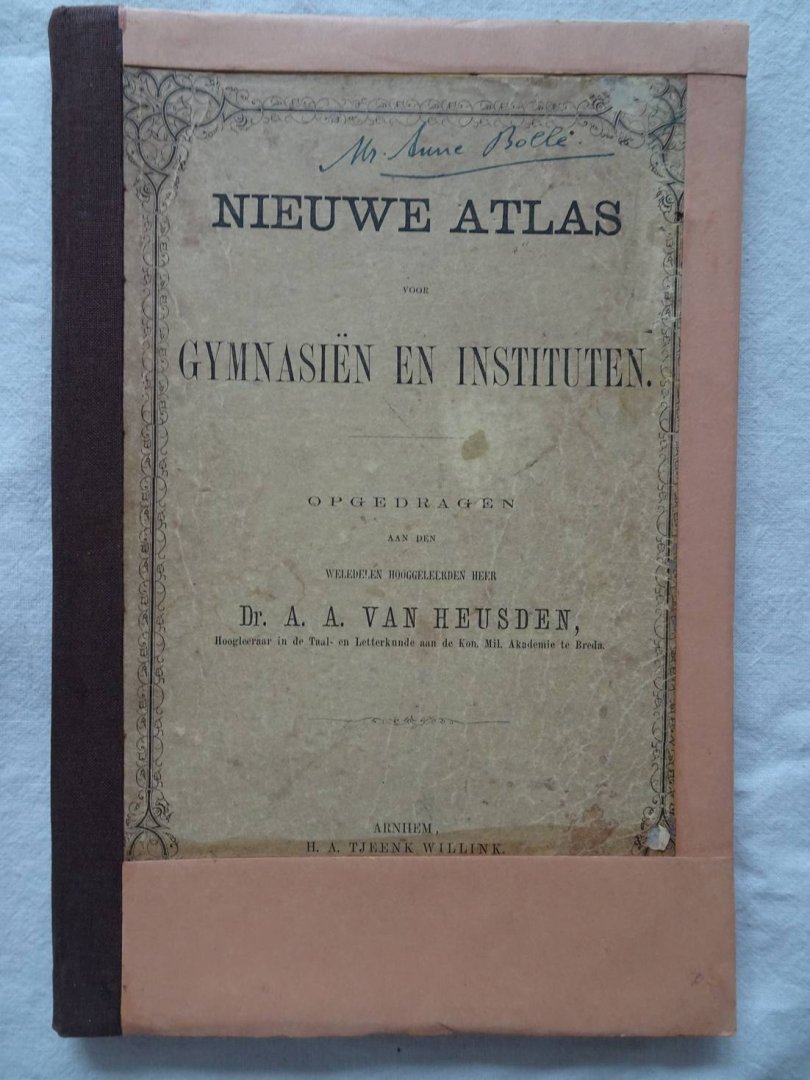 Mr. Anne Bollé.
NIEUWE ATLAS
VOOR
GYMNASIËN EN INSTITUTEN.
OPGEDRAGEN
AAN DEN
WELEDELEN HOOGGELEERDEN HEER
Dr. A. A. VAN HEUSDEN,
Hoogleeraar in de Taal- en Letterkunde aan de Kon. Mil. Akademie te Breda.
ARNHEM,
H. A. TJEENK WILLINK.